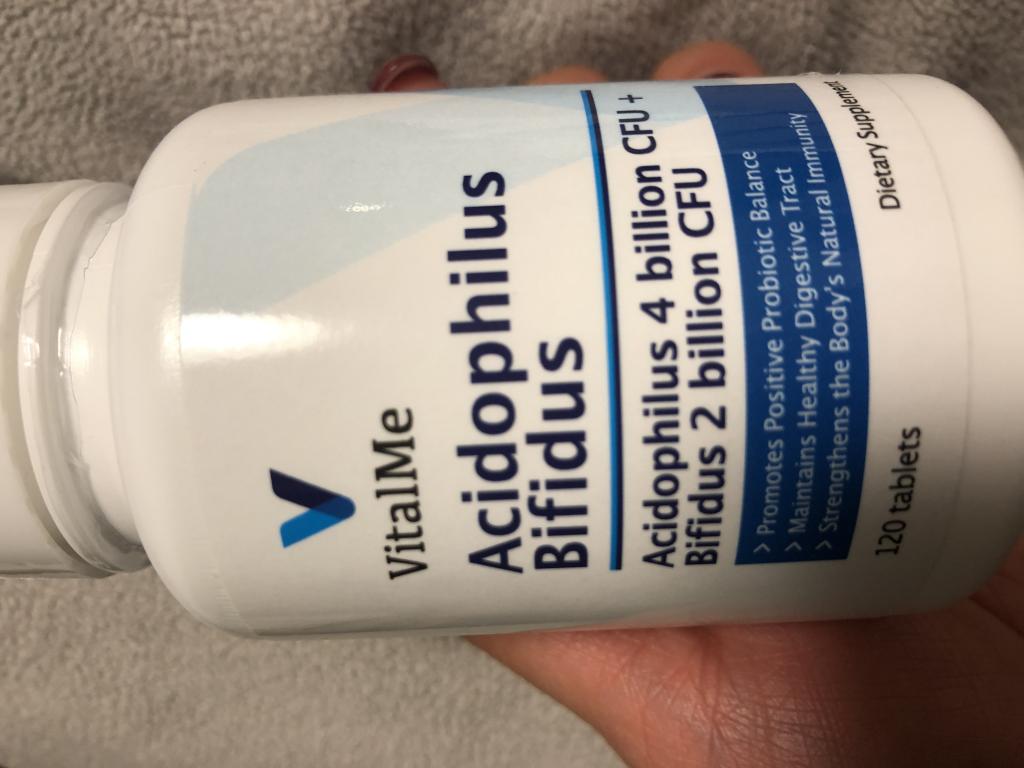 VitalMe
Acidophilus
Bifidus
Acidophilus 4 billion CFU +
Bifidus 2 billion CFU
> Promotes Positive Probiotic Balance
> Maintains Healthy Digestive Tract
> Strengthens the Body's Natural Immunity
120 tablets Dietary Supplement